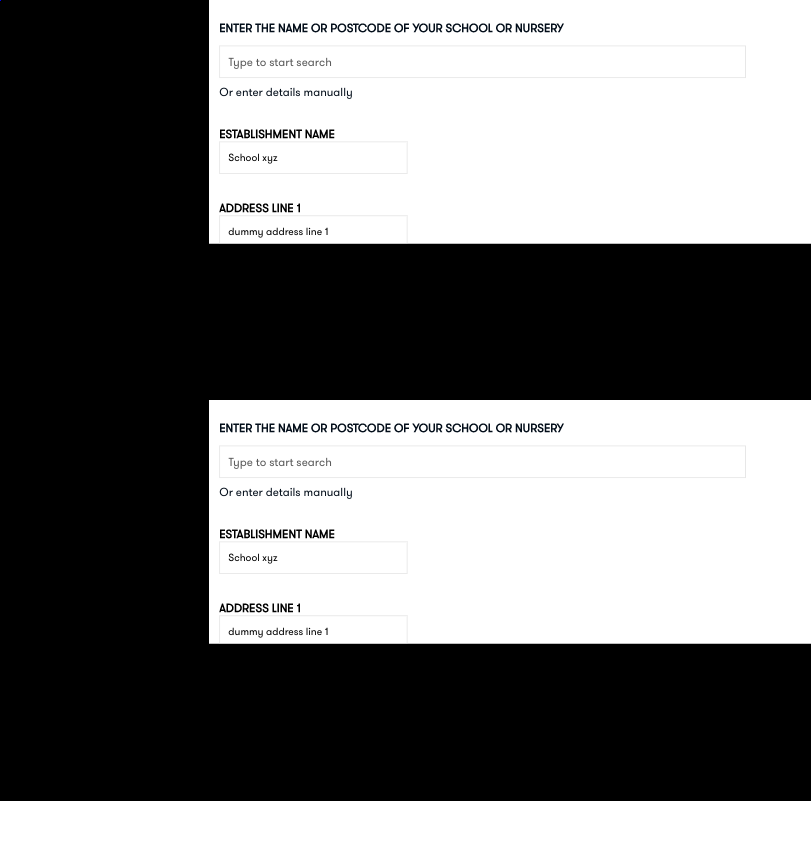 ENTER THE NAME OR POSTCODE OF YOUR SCHOOL OR NURSERY
Type to start search
Or enter details manually
ESTABLISHMENT NAME
School xyz
ADDRESS LINE 1
dummy address line 1
ENTER THE NAME OR POSTCODE OF YOUR SCHOOL OR NURSERY
Type to start search
Or enter details manually
ESTABLISHMENT NAME
School xyz
ADDRESS LINE 1
dummy address line 1